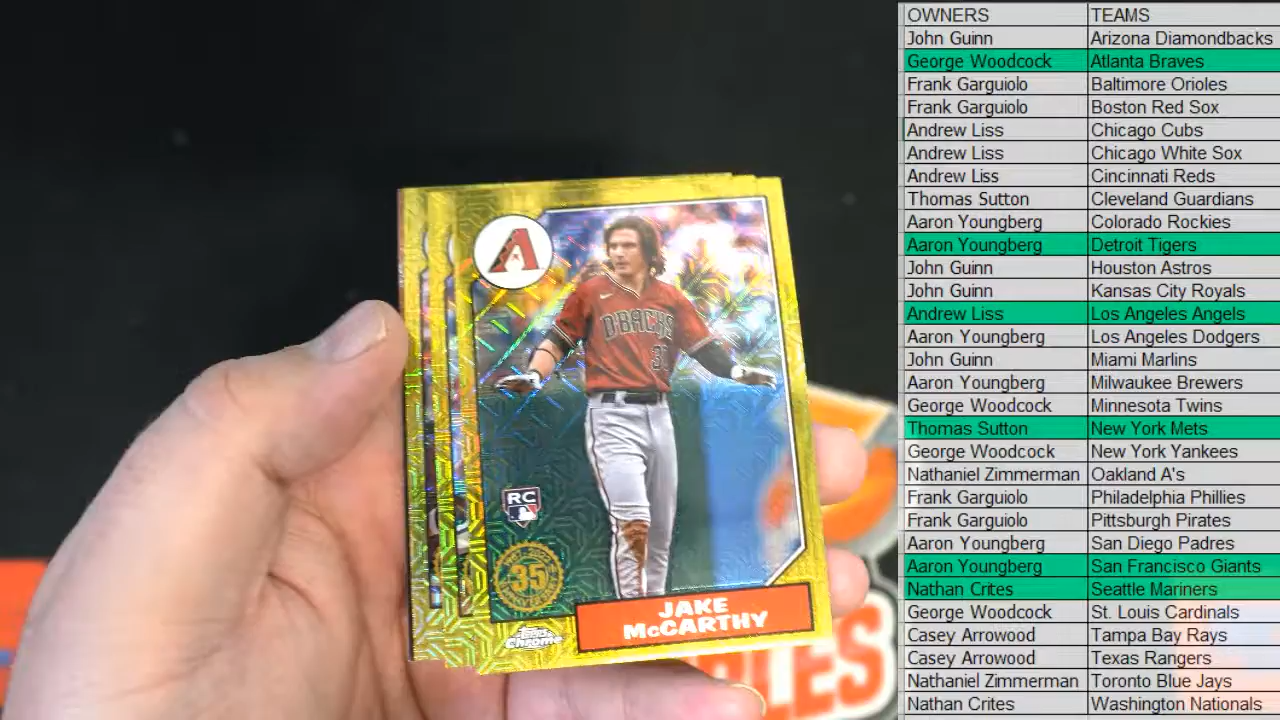 A
D'BACKS
RC
35
ANNIVERSARY
Topps
CHROME
JAKE
McCARTHY
LES
OWNERS TEAMS
John Guinn Arizona Diamondbacks
George Woodcock Atlanta Braves
Frank Garguiolo Baltimore Orioles
Frank Garguiolo Boston Red Sox
Andrew Liss Chicago Cubs
Andrew Liss Chicago White Sox
Andrew Liss Cincinnati Reds
Thomas Sutton Cleveland Guardians
Aaron Youngberg Colorado Rockies
Aaron Youngberg Detroit Tigers
John Guinn Houston Astros
John Guinn Kansas City Royals
Andrew Liss Los Angeles Angels
Aaron Youngberg Los Angeles Dodgers
John Guinn Miami Marlins
Aaron Youngberg Milwaukee Brewers
George Woodcock Minnesota Twins
Thomas Sutton New York Mets
George Woodcock New York Yankees
Nathaniel Zimmerman Oakland A's
Frank Garguiolo Philadelphia Phillies
Frank Garguiolo Pittsburgh Pirates
Aaron Youngberg San Diego Padres
Aaron Youngberg San Francisco Giants
Nathan Crites Seattle Mariners
George Woodcock St. Louis Cardinals
Casey Arrowood Tampa Bay Rays
Casey Arrowood Texas Rangers
Nathaniel Zimmerman Toronto Blue Jays
Nathan Crites Washington Nationals